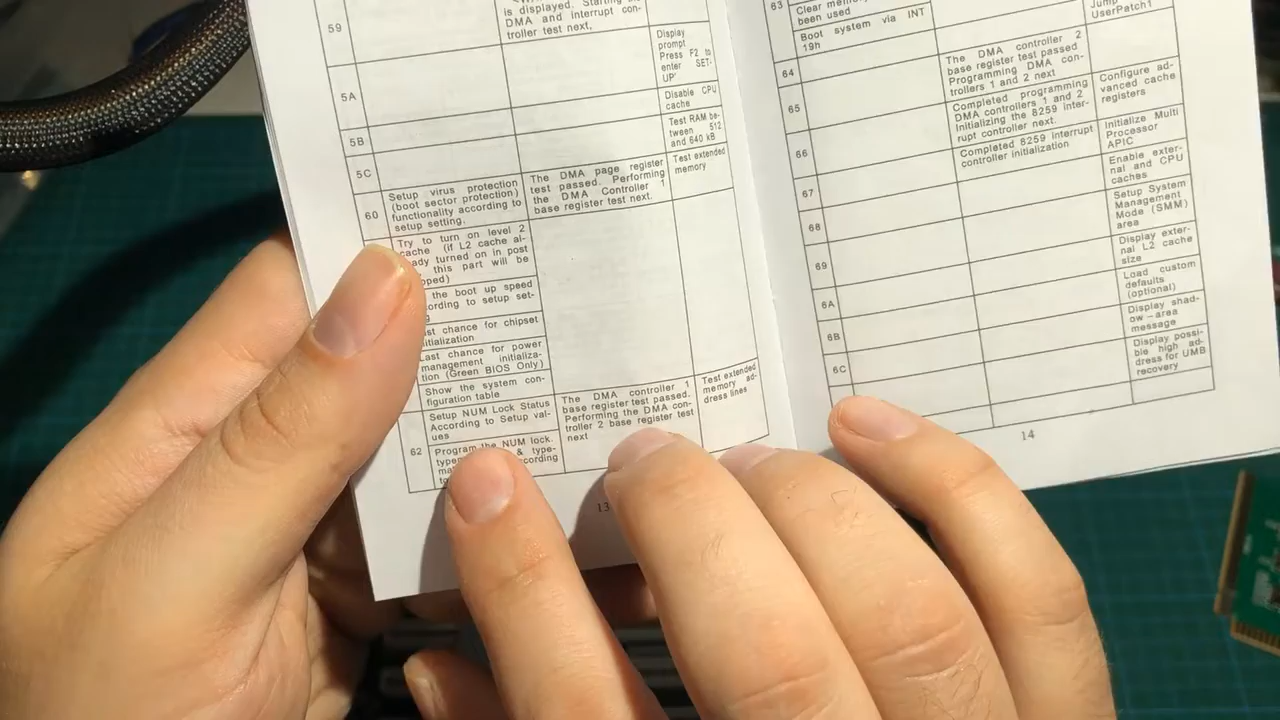 59
is displayed. Starting the
DMA and interrupt con-
troller test next.
5A
Display
prompt
Press F2 to
enter SET-
UP'
5B
Disable CPU
cache
5C
Test RAM be-
tween 512
and 640 kB
60
Setup virus protection
(boot sector protection)
functionality according to
setup setting.
The DMA page register
test passed. Performing
the DMA Controller 1
base register test next.
Test extended
memory
Try to turn on level 2
cache (if L2 cache al-
ady turned on in post
this part will be
pped)
the boot up speed
cording to setup set-
st chance for chipset
itialization
Last chance for power
management initializa-
tion (Green BIOS Only)
Show the system con-
figuration table
62
Setup NUM Lock Status
According to Setup val-
ues
Program the NUM lock.
& type-
The DMA controller 1
base register test passed.
Performing the DMA con-
troller 2 base register test
next
Test extended
memory ad-
dress lines
13
63
Clear
been used
Boot system via INT
19h
Jump
UserPatch1
64
The DMA controller 2
base register test passed
Programming DMA con-
trollers 1 and 2 next
65
Completed programming
DMA controllers 1 and 2
Initializing the 8259 inter-
rupt controller next.
Configure ad-
vanced cache
registers
66
Completed 8259 interrupt
controller initialization
Initialize Multi
Processor
APIC
67
Enable exter-
nal and CPU
caches
68
Setup System
Management
Mode (SMM)
area
69
Display exter-
nal L2 cache
size
6A
Load custom
defaults
(optional)
6B
Display shad-
ow – area
message
6C
Display possi-
ble high ad-
dress for UMB
recovery
14